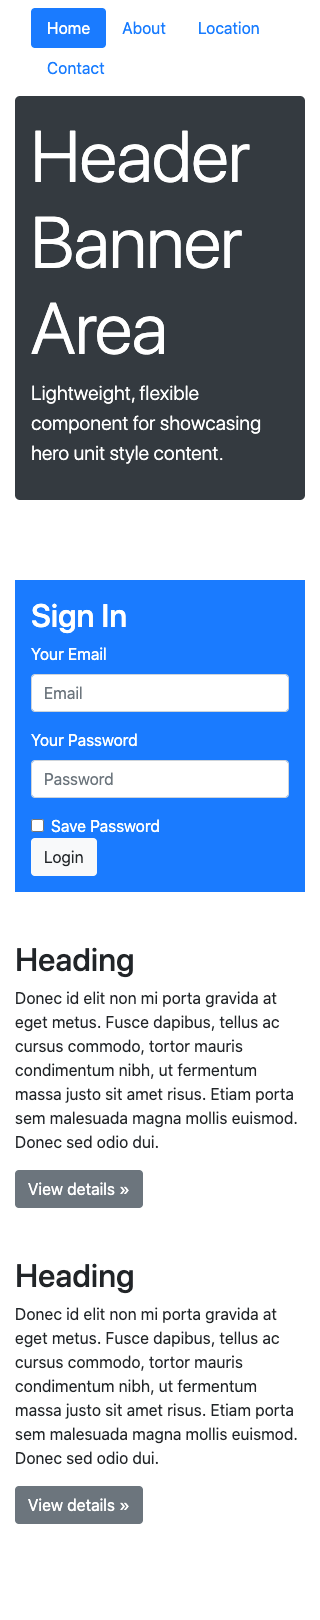 Home About Location
Contact
Header
Banner
Area
Lightweight, flexible
component for showcasing
hero unit style content.
Sign In
Your Email
Email
Your Password
Password
Save Password
Login
Heading
Donec id elit non mi porta gravida at
eget metus. Fusce dapibus, tellus ac
cursus commodo, tortor mauris
condimentum nibh, ut fermentum
massa justo sit amet risus. Etiam porta
sem malesuada magna mollis euismod.
Donec sed odio dui.
View details »
Heading
Donec id elit non mi porta gravida at
eget metus. Fusce dapibus, tellus ac
cursus commodo, tortor mauris
condimentum nibh, ut fermentum
massa justo sit amet risus. Etiam porta
sem malesuada magna mollis euismod.
Donec sed odio dui.
View details »